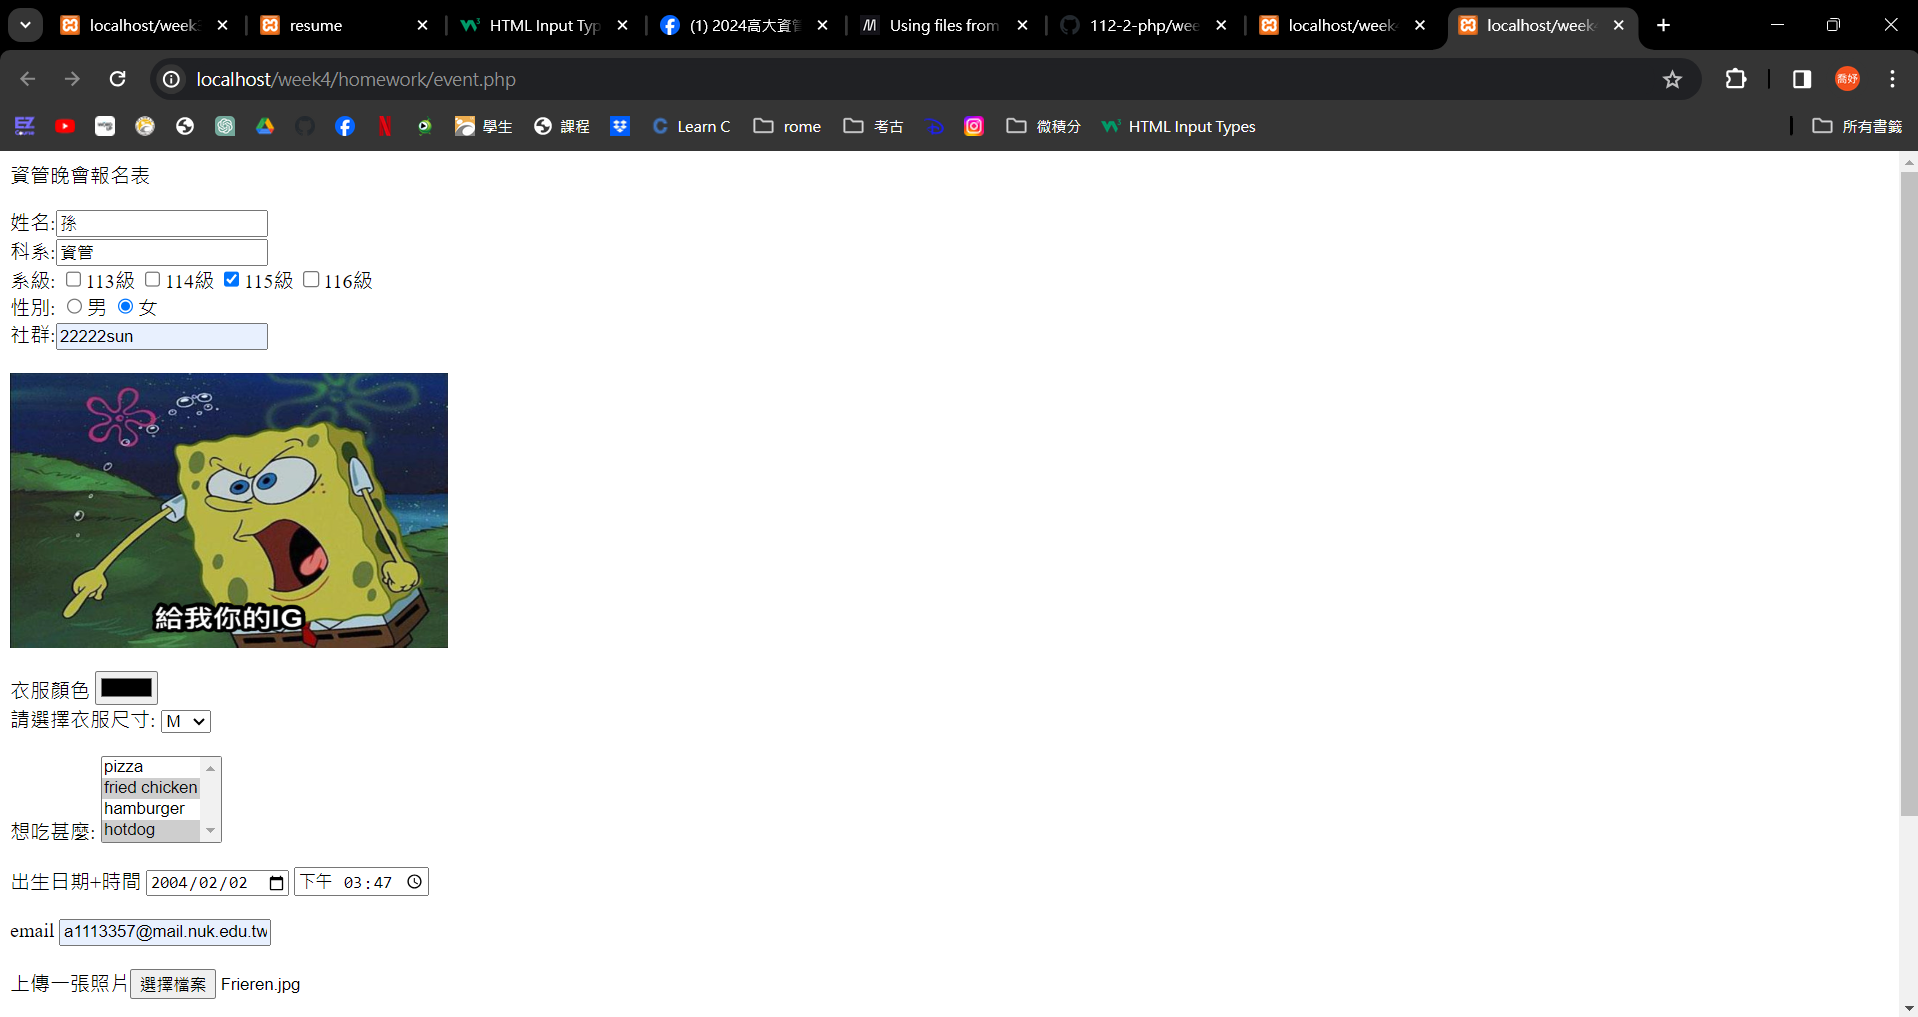 localhost/week
resume
HTML Input Typ
(1) 2024高大資管
Using files from
112-2-php/wee
localhost/week
localhost/week
localhost/week4/homework/event.php
喬妤
EZ
學生
課程
Learn C
rome
考古
微積分
HTML Input Types
所有書籤
資管晚會報名表
姓名:孫
科系:資管
系級: 113級 114級 115級 116級
性別: 男 女
社群:22222sun
給我你的IG
衣服顏色
請選擇衣服尺寸: M
pizza
fried chicken
hamburger
想吃甚麼: hotdog
出生日期+時間 2004/02/02 下午 03:47
email a1113357@mail.nuk.edu.tw
上傳一張照片選擇檔案 Frieren.jpg